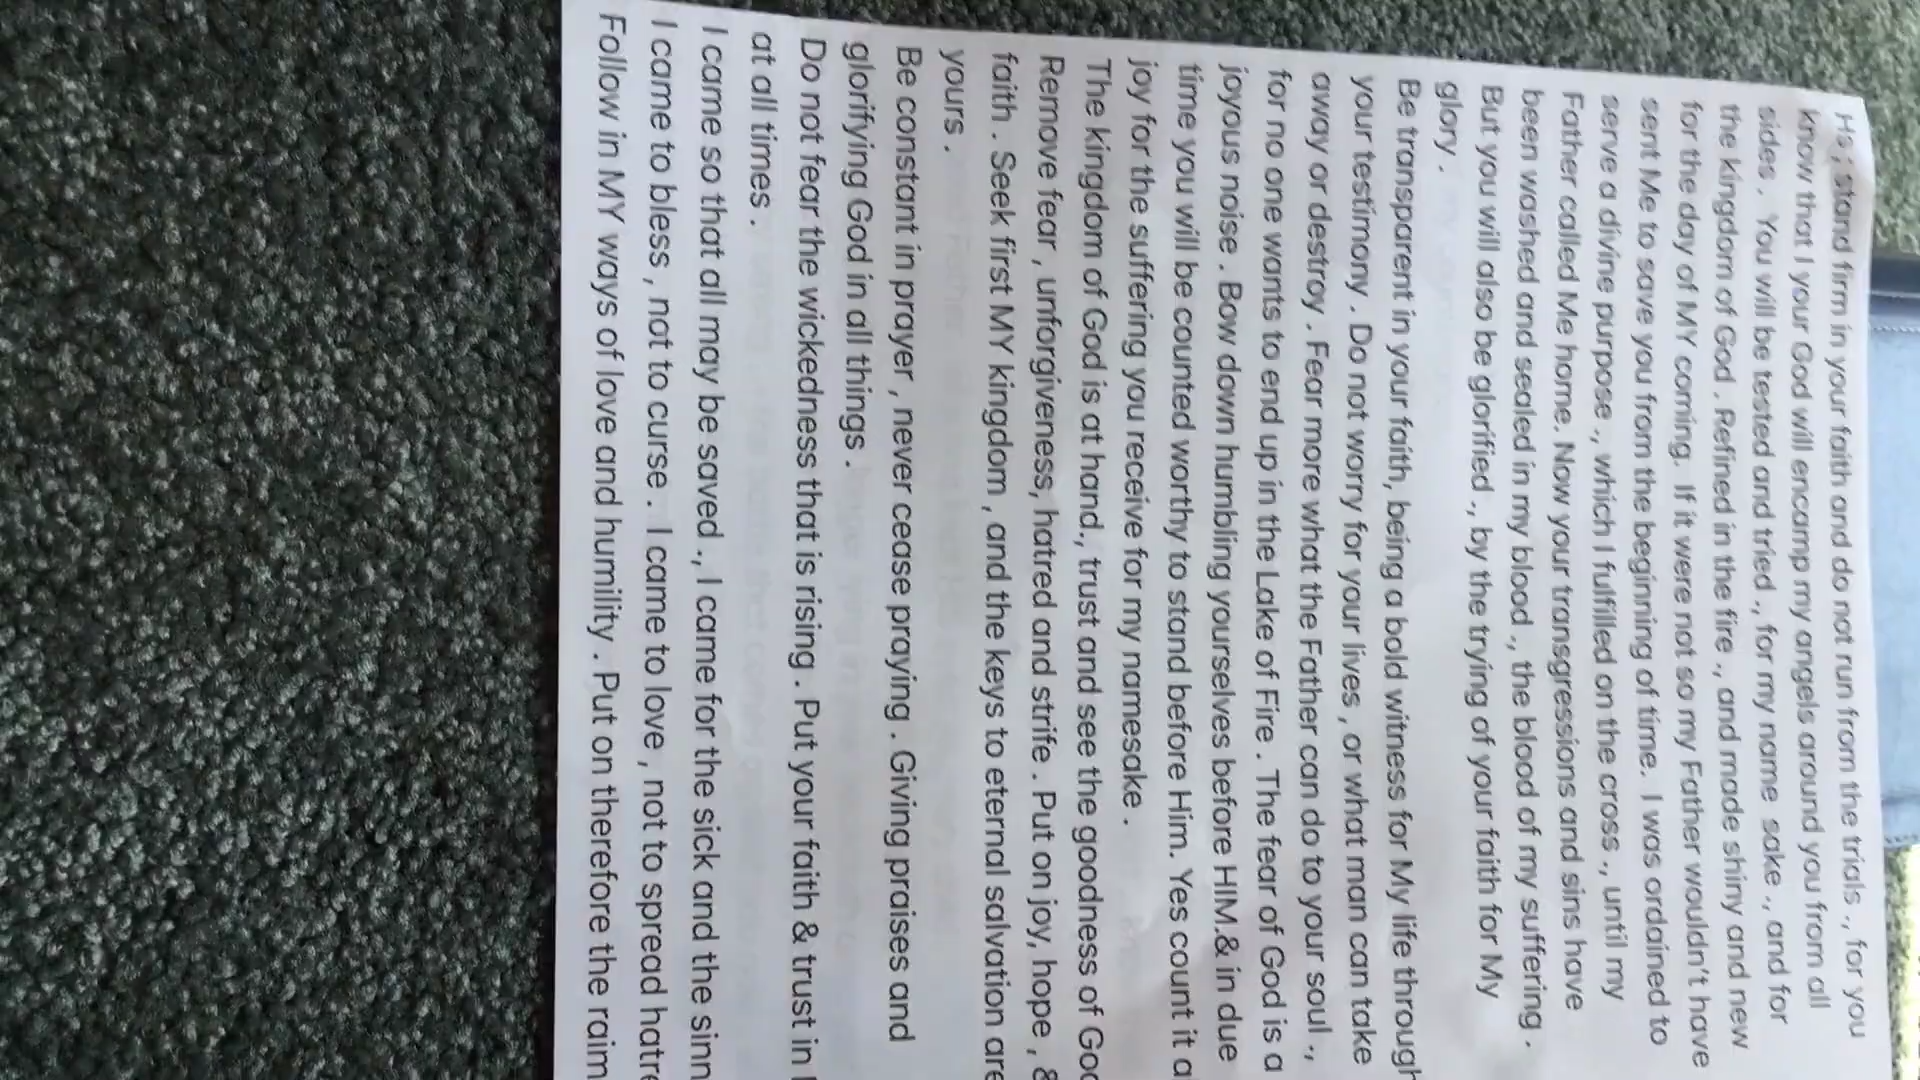 stand firm in your faith and do not run from the trials ., for you
know that I your God will encamp my angels around you from all
sides . You will be tested and tried ., for my name sake ., and for
the kingdom of God . Refined in the fire ., and made shiny and new
for the day of MY coming. If it were not so my Father wouldn't have
sent Me to save you from the beginning of time. I was ordained to
serve a divine purpose ., which I fulfilled on the cross ., until my
Father called Me home. Now your transgressions and sins have
been washed and sealed in my blood ., the blood of my suffering .
But you will also be glorified ., by the trying of your faith for My
glory .
Be transparent in your faith, being a bold witness for My life through
your testimony . Do not worry for your lives , or what man can take
away or destroy . Fear more what the Father can do to your soul .,
for no one wants to end up in the Lake of Fire . The fear of God is a
joyous noise . Bow down humbling yourselves before HIM.& in due
time you will be counted worthy to stand before Him. Yes count it a
joy for the suffering you receive for my namesake .
The kingdom of God is at hand., trust and see the goodness of God
Remove fear , unforgiveness, hatred and strife . Put on joy, hope , &
faith . Seek first MY kingdom , and the keys to eternal salvation are
yours .
Be constant in prayer , never cease praying . Giving praises and
glorifying God in all things .
Do not fear the wickedness that is rising . Put your faith & trust in
at all times .
I came so that all may be saved ., I came for the sick and the sinn
I came to bless , not to curse . I came to love , not to spread hatre
Follow in MY ways of love and humility . Put on therefore the raim